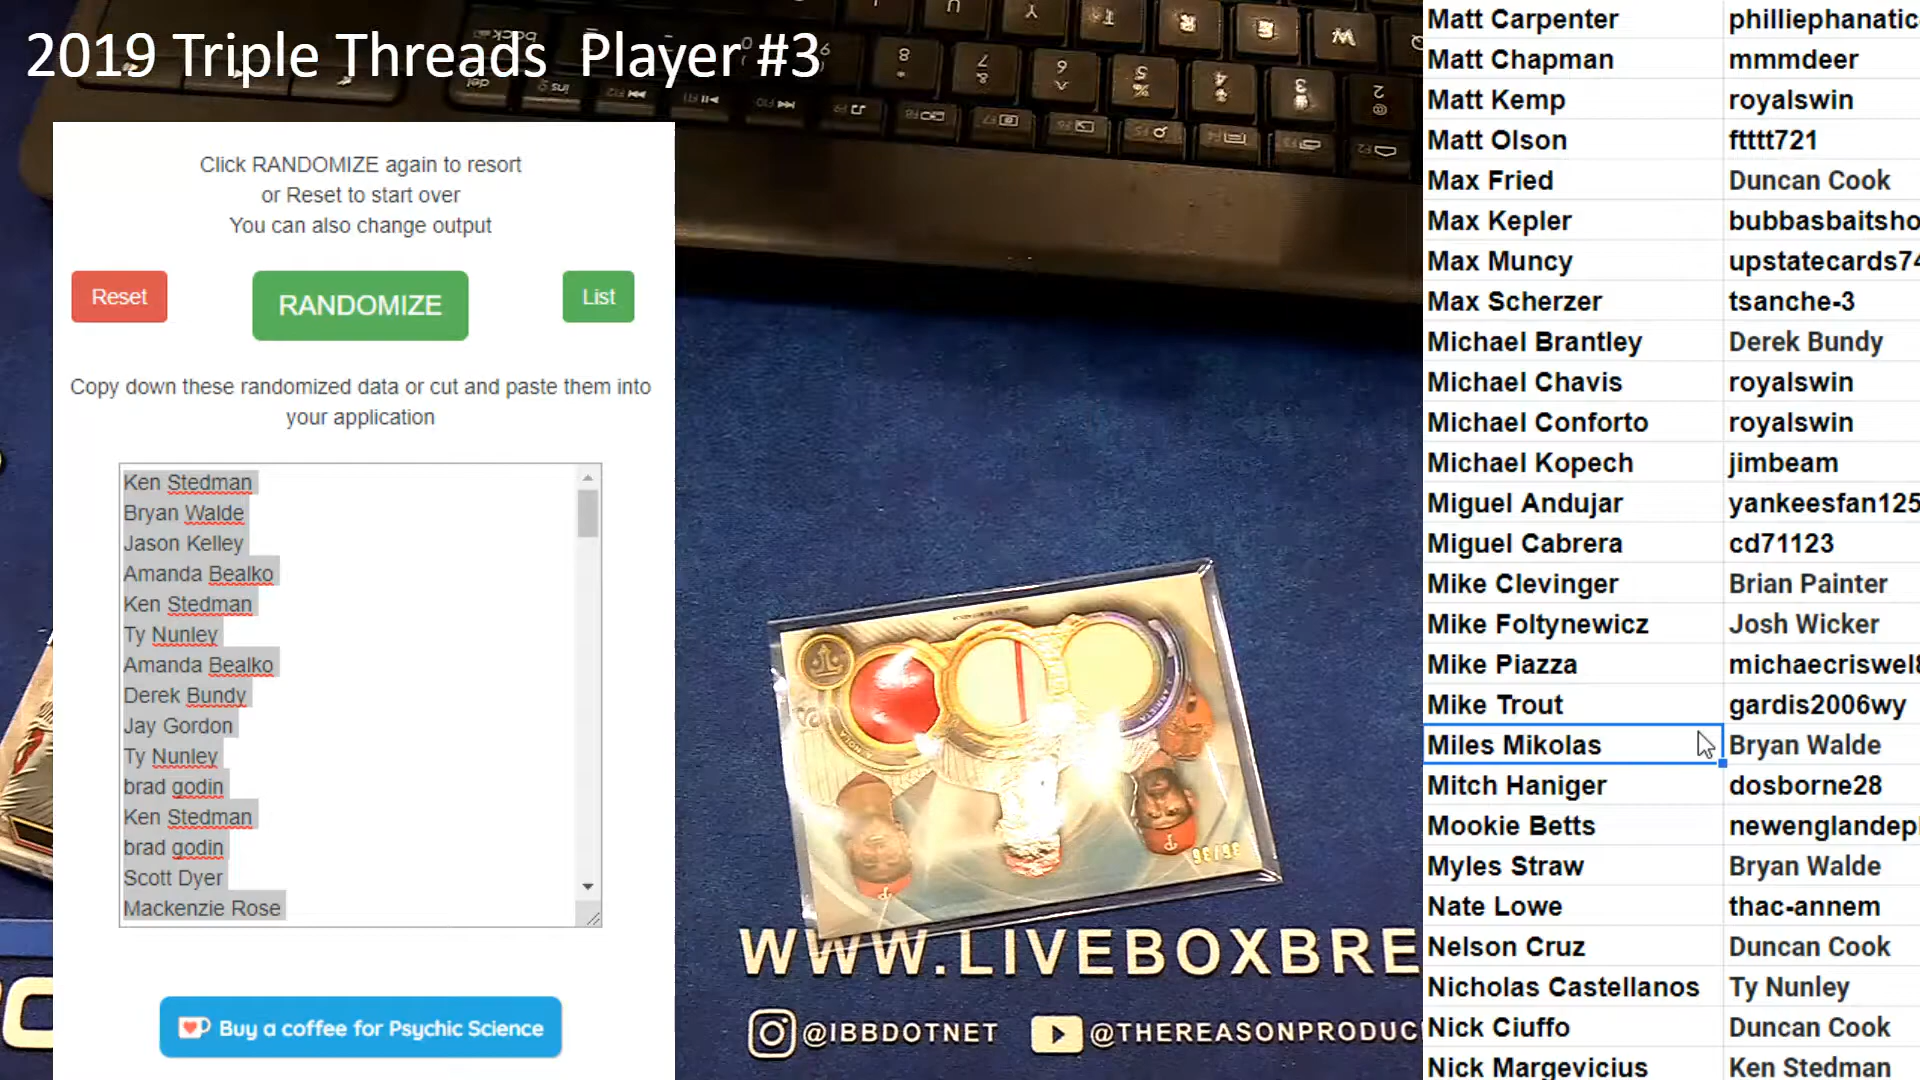 2019 Triple Threads Player #3
Click RANDOMIZE again to resort
or Reset to start over
You can also change output
Reset
RANDOMIZE
List
Copy down these randomized data or cut and paste them into
your application
Ken Stedman
Bryan Walde
Jason Kelley
Amanda Bealko
Ken Stedman
Ty Nunley
Amanda Bealko
Derek Bundy
Jay Gordon
Ty Nunley
brad godin
Ken Stedman
brad godin
Scott Dyer
Mackenzie Rose
Buy a coffee for Psychic Science
WWW.LIVEBOXBRE
@IBBDOTNET
@THEREASONPRODUC
Matt Carpenter philliephanatic
Matt Chapman mmmdeer
Matt Kemp royalswin
Matt Olson fttttt721
Max Fried Duncan Cook
Max Kepler bubbasbaitsho
Max Muncy upstatecards74
Max Scherzer tsanche-3
Michael Brantley Derek Bundy
Michael Chavis royalswin
Michael Conforto royalswin
Michael Kopech jimbeam
Miguel Andujar yankeesfan125
Miguel Cabrera cd71123
Mike Clevinger Brian Painter
Mike Foltynewicz Josh Wicker
Mike Piazza michaecriswel8
Mike Trout gardis2006wy
Miles Mikolas Bryan Walde
Mitch Haniger dosborne28
Mookie Betts newenglandep
Myles Straw Bryan Walde
Nate Lowe thac-annem
Nelson Cruz Duncan Cook
Nicholas Castellanos Ty Nunley
Nick Ciuffo Duncan Cook
Nick Margevicius Ken Stedman